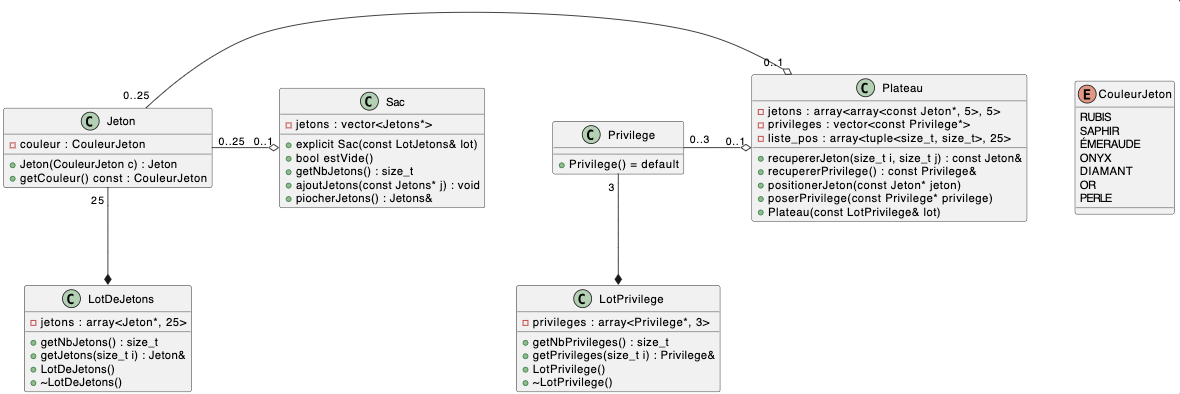 0..1
0..25
C Jeton
couleur : CouleurJeton
Jeton(CouleurJeton c) : Jeton
getCouleur() const : CouleurJeton
0..25
0..1
C Sac
jetons : vector<Jetons*>
explicit Sac(const LotJetons& lot)
bool estVide()
getNbJetons() : size_t
ajoutJetons(const Jetons* j) : void
piocherJetons() : Jetons&
C Privilege
Privilege() = default
0..3
0..1
C Plateau
jetons : array<array<const Jeton*, 5>, 5>
privileges : vector<const Privilege*>
liste_pos : array<tuple<size_t, size_t>, 25>
recupererJeton(size_t i, size_t j) : const Jeton&
recupererPrivilege() : const Privilege&
positionerJeton(const Jeton* jeton)
poserPrivilege(const Privilege* privilege)
Plateau(const LotPrivilege& lot)
E CouleurJeton
RUBIS
SAPHIR
ÉMERAUDE
ONYX
DIAMANT
OR
PERLE
25
3
C LotDeJetons
jetons : array<Jeton*, 25>
getNbJetons() : size_t
getJetons(size_t i) : Jeton&
LotDeJetons()
~LotDeJetons()
C LotPrivilege
privileges : array<Privilege*, 3>
getNbPrivileges() : size_t
getPrivileges(size_t i) : Privilege&
LotPrivilege()
~LotPrivilege()